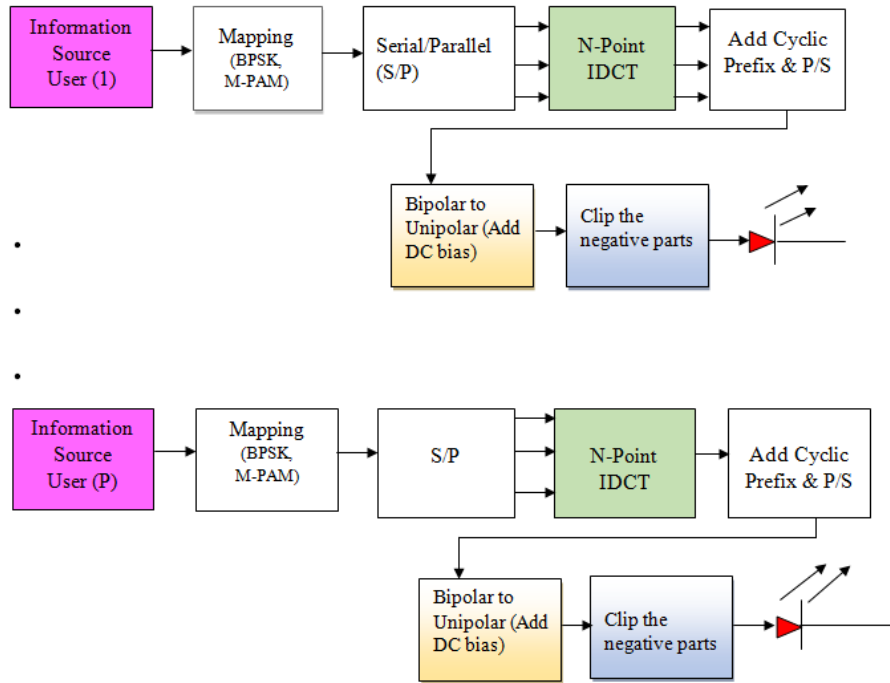 Information
Source
User (1)
Mapping
(BPSK,
M-PAM)
Serial/Parallel
(S/P)
N-Point
IDCT
Add Cyclic
Prefix & P/S
Bipolar to
Unipolar (Add
DC bias)
Clip the
negative parts
Information
Source
User (P)
Mapping
(BPSK,
M-PAM)
S/P
N-Point
IDCT
Add Cyclic
Prefix & P/S
Bipolar to
Unipolar (Add
DC bias)
Clip the
negative parts